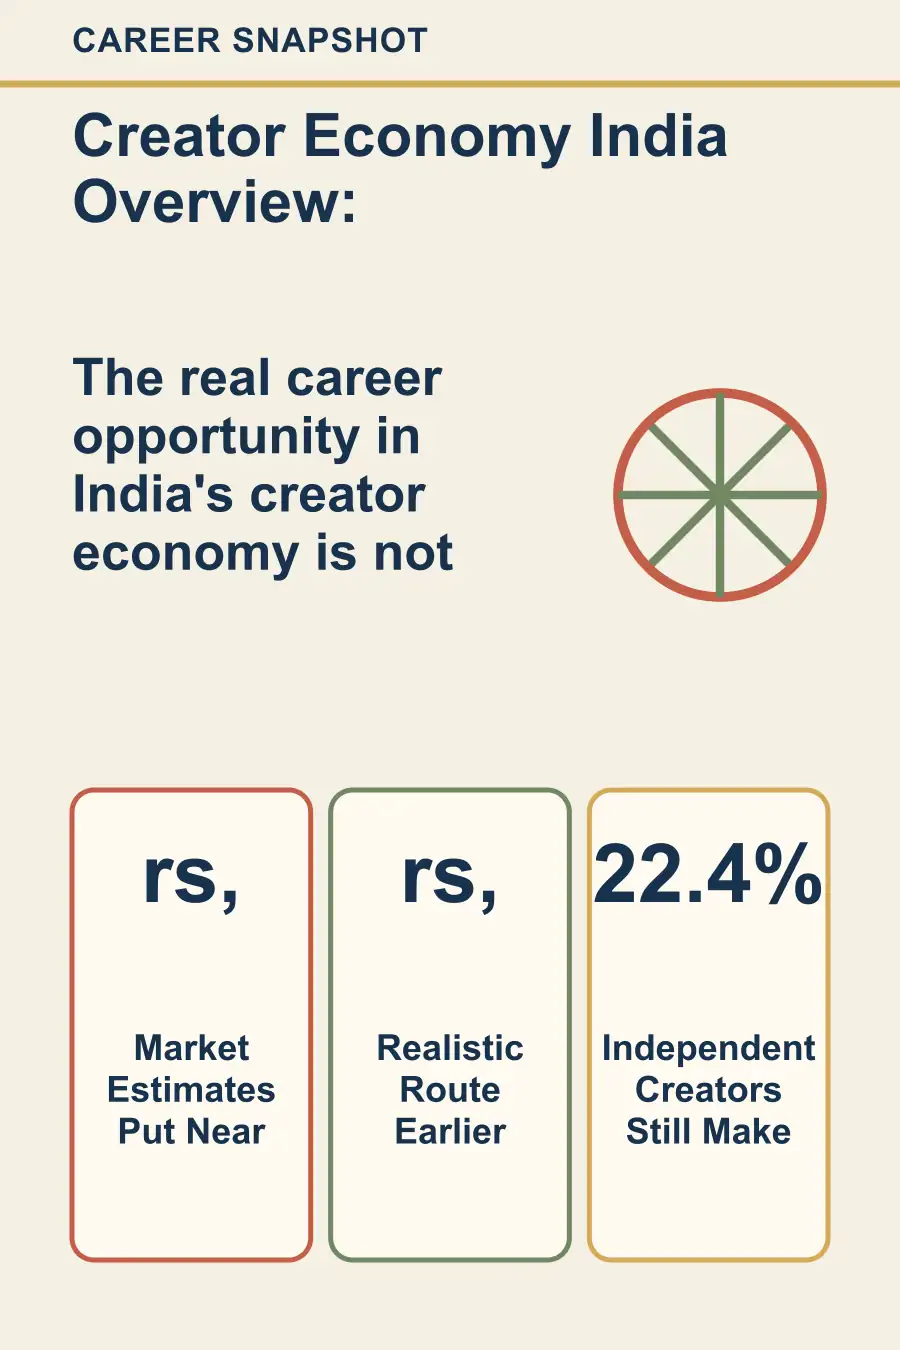 CAREER SNAPSHOT
Creator Economy India
Overview:
The real career
opportunity in
India's creator
economy is not
rs,
Market
Estimates
Put Near
rs,
Realistic
Route
Earlier
22.4%
Independent
Creators
Still Make